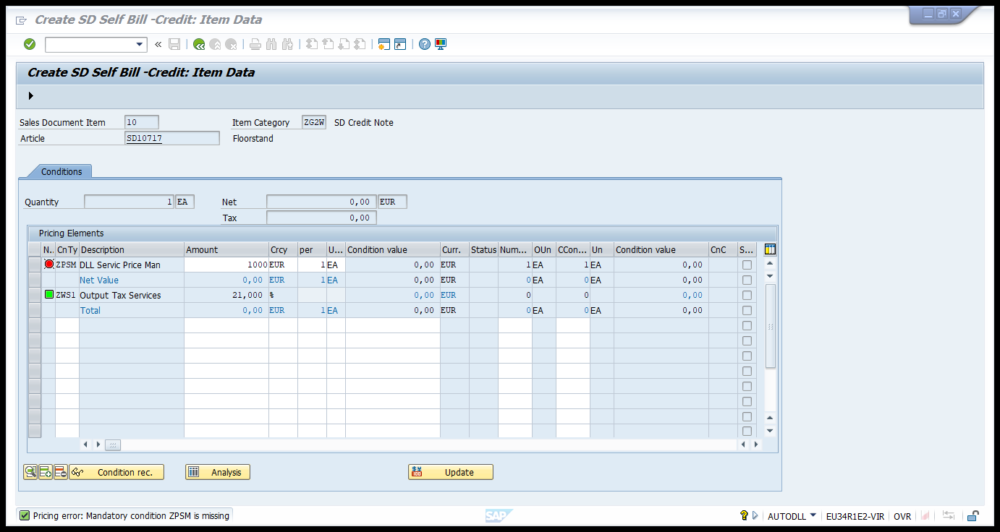 Create SD Self Bill -Credit: Item Data
Create SD Self Bill -Credit: Item Data
Sales Document Item 10 Item Category ZG2W SD Credit Note
Article SD10717 Floorstand
Conditions
Quantity 1 EA Net 0,00 EUR
Tax 0,00
Pricing Elements
N.. CnTy Description Amount Crcy per U... Condition value Curr. Status Num... OUn CCon... Un Condition value CnC S...
ZPSM DLL Servic Price Man 1000 EUR 1 EA 0,00 EUR 1 EA 1 EA 0,00
Net Value 0,00 EUR 1 EA 0,00 EUR 0 EA 0 EA 0,00
ZWS1 Output Tax Services 21,000 % 0,00 EUR 0 0 0,00
Total 0,00 EUR 1 EA 0,00 EUR 0 EA 0 EA 0,00
Condition rec. Analysis Update
Pricing error: Mandatory condition ZPSM is missing SAP AUTODLL EU34R1E2-VIR OVR